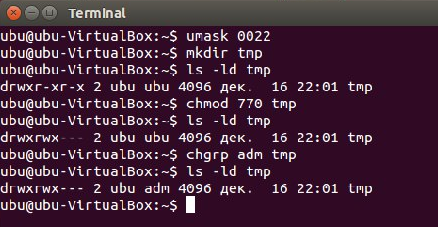 Terminal
ubu@ubu-VirtualBox:~$ umask 0022
ubu@ubu-VirtualBox:~$ mkdir tmp
ubu@ubu-VirtualBox:~$ ls -ld tmp
drwxr-xr-x 2 ubu ubu 4096 дек.  16 22:01 tmp
ubu@ubu-VirtualBox:~$ chmod 770 tmp
ubu@ubu-VirtualBox:~$ ls -ld tmp
drwxrwx--- 2 ubu ubu 4096 дек.  16 22:01 tmp
ubu@ubu-VirtualBox:~$ chgrp adm tmp
ubu@ubu-VirtualBox:~$ ls -ld tmp
drwxrwx--- 2 ubu adm 4096 дек.  16 22:01 tmp
ubu@ubu-VirtualBox:~$